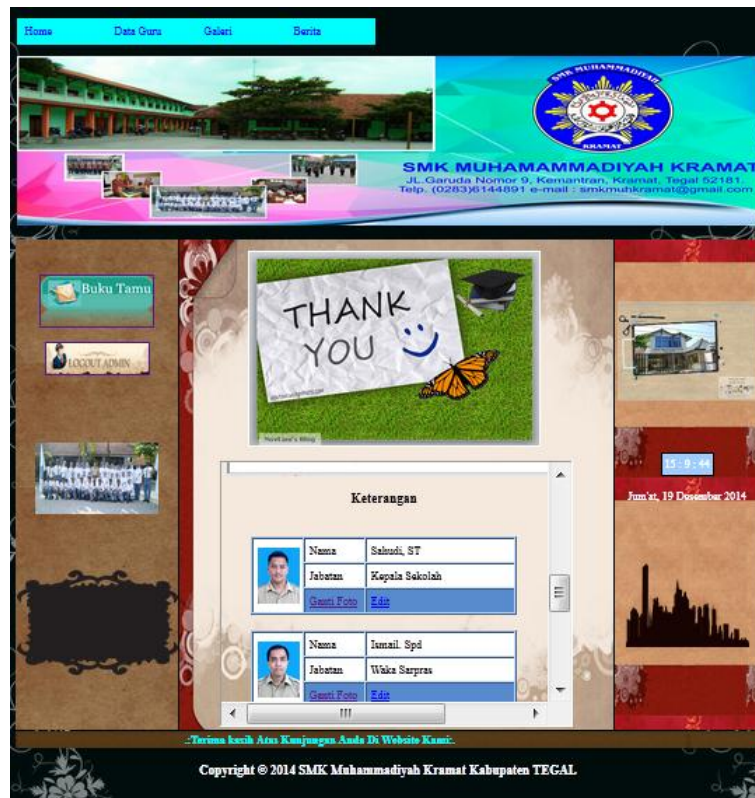 Home Data Guru Galeri Berita
MUHAMMADIYAH
KRAMAT
SMK MUHAMAMMADIYAH KRAMAT
JL.Garuda Nomor 9, Kemantran, Kramat, Tegal 52181.
Telp. (0283)6144891 e-mail : smkmuhkramat@gmail.com
Buku Tamu
LOGOUT ADMIN
THANK
YOU
15 : 9 : 44
Jum'at, 19 Desember 2014
Keterangan
Nama Sahudi, ST
Jabatan Kepala Sekolah
Ganti Foto Edit
Nama Ismail. Spd
Jabatan Waka Sarpras
Ganti Foto Edit
.:Terima kasih Atas Kunjungan Anda Di Website Kami:.
Copyright © 2014 SMK Muhammadiyah Kramat Kabupaten TEGAL